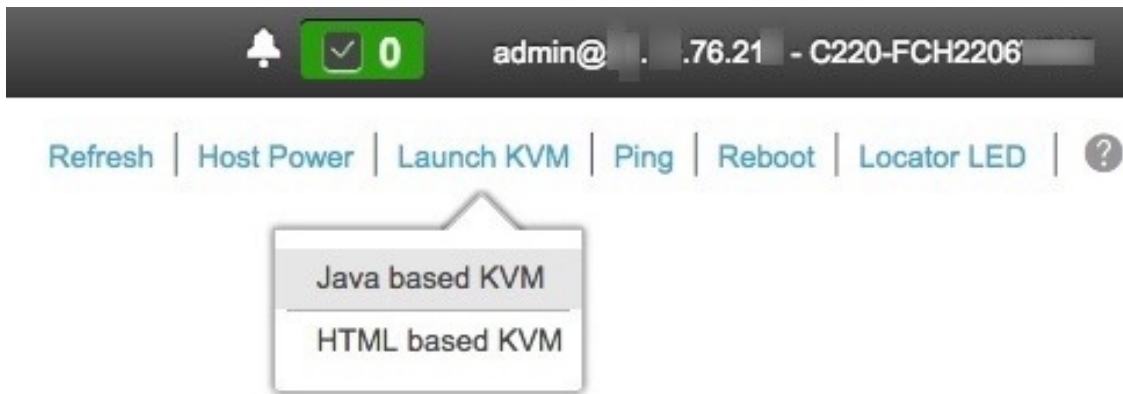 0 admin@ . .76.21 - C220-FCH2206
Refresh | Host Power | Launch KVM | Ping | Reboot | Locator LED | ?
Java based KVM
HTML based KVM